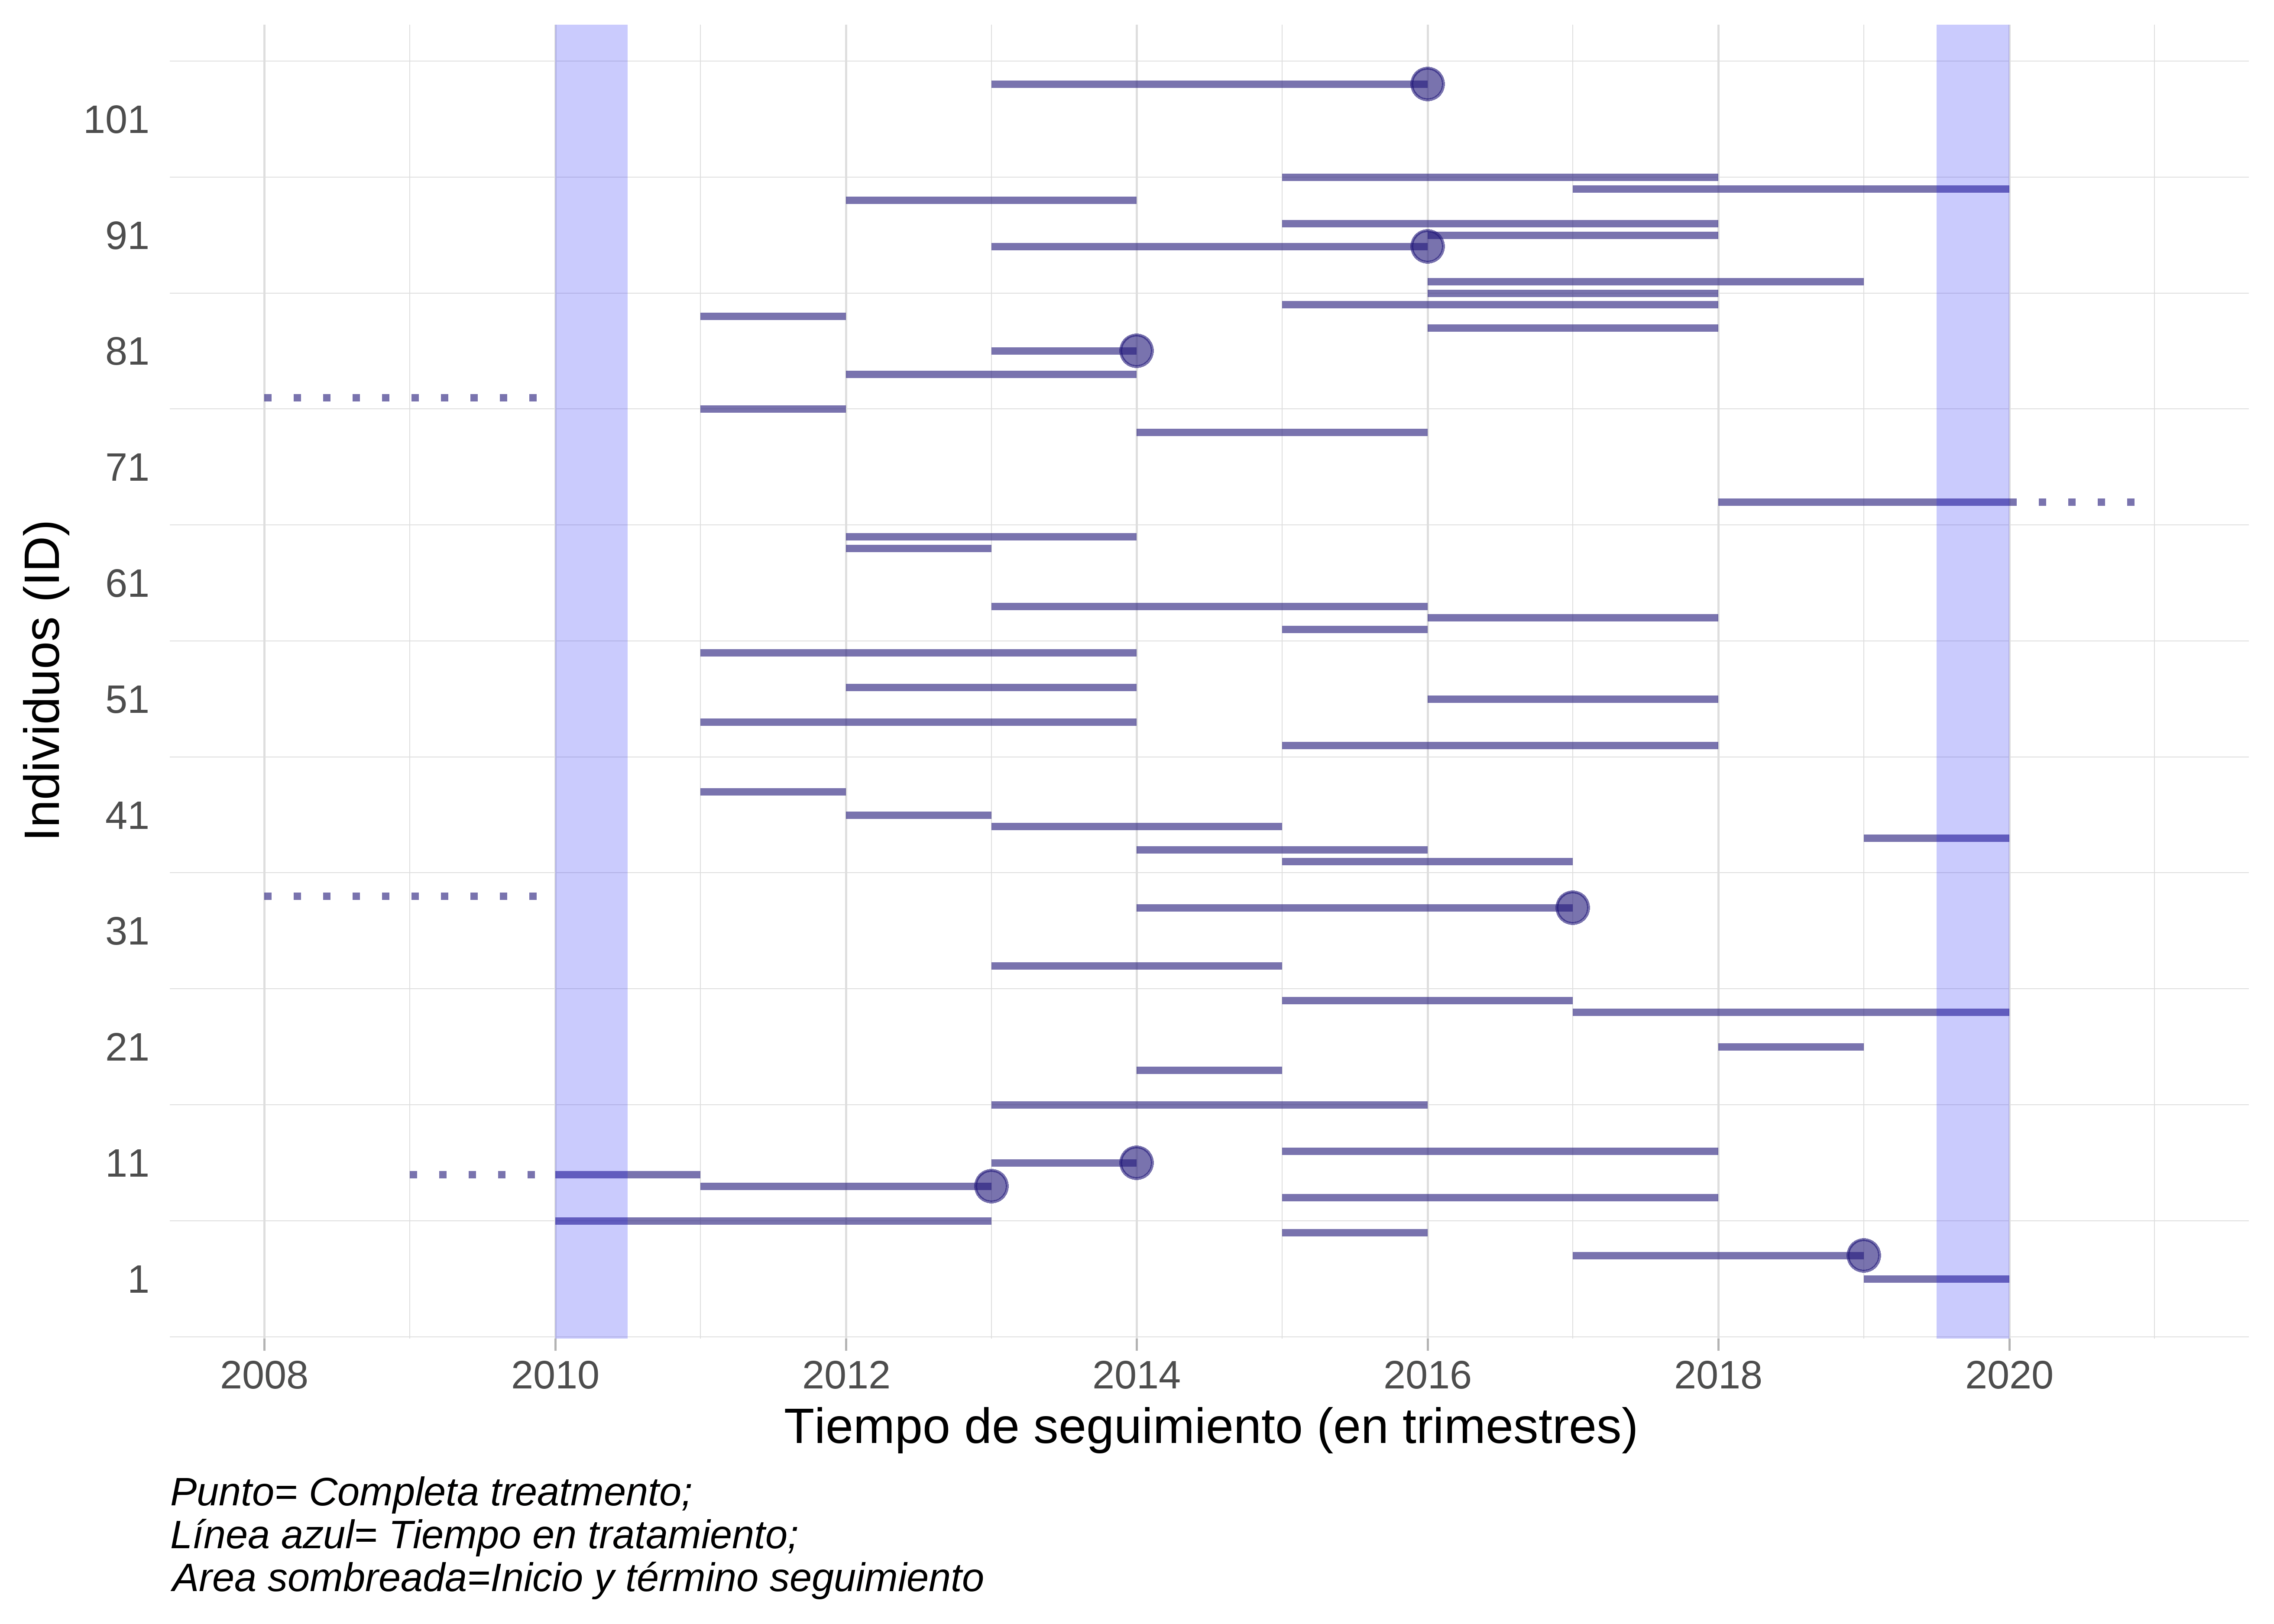 Individuos (ID)
101
91
81
71
61
51
41
31
21
11
1
2008 2010 2012 2014 2016 2018 2020
Tiempo de seguimiento (en trimestres)
Punto= Completa treatmento;
Línea azul= Tiempo en tratamiento;
Area sombreada=Inicio y término seguimiento